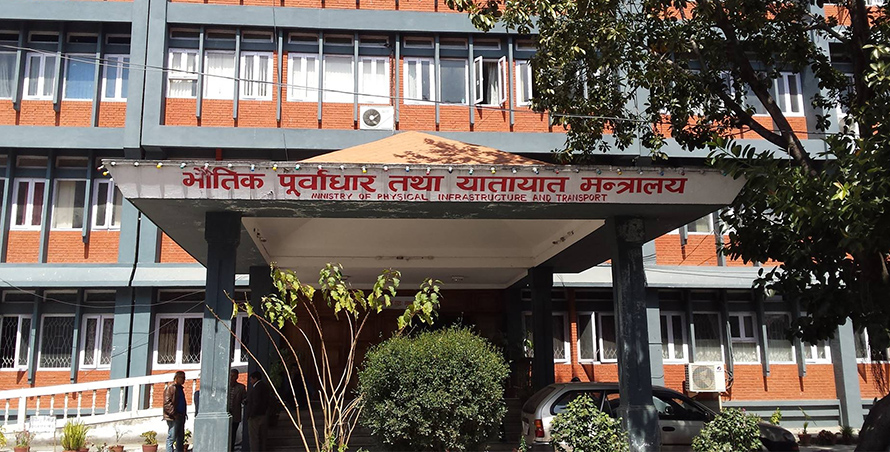 भौतिक पूर्वाधार तथा यातायात मन्त्रालय
MINISTRY OF PHYSICAL INFRASTRUCTURE AND TRANSPORT